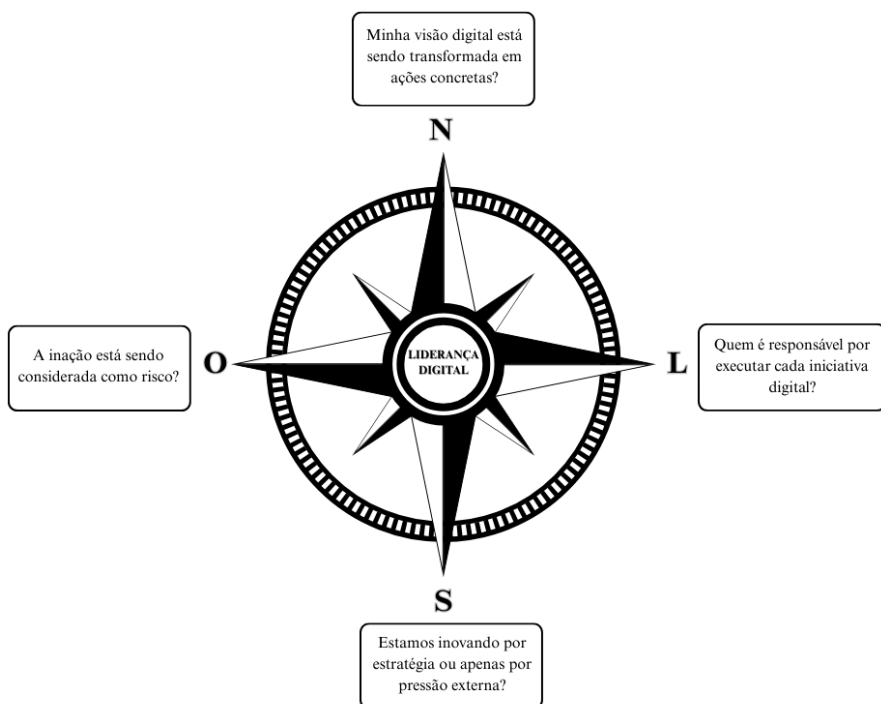 Minha visão digital está
sendo transformada em
ações concretas?
N
A inação está sendo
considerada como risco?
O
LIDERANÇA
DIGITAL
L
Quem é responsável por
executar cada iniciativa
digital?
S
Estamos inovando por
estratégia ou apenas por
pressão externa?